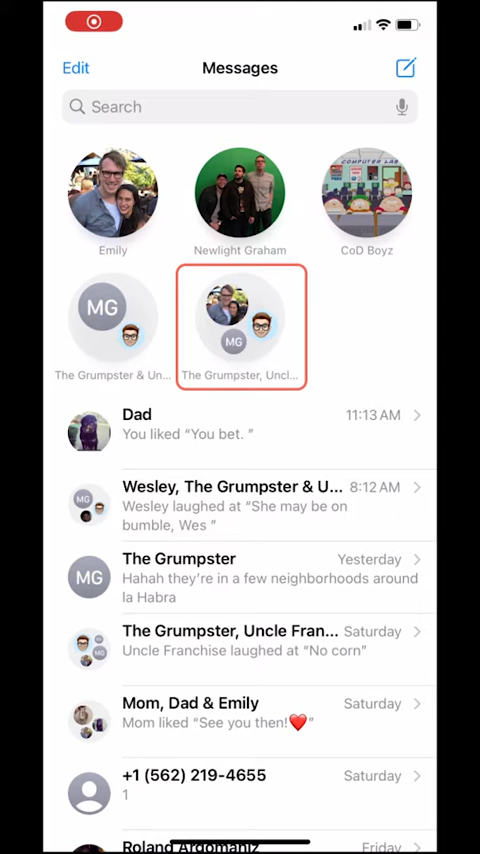 Edit
Messages
Search
COMPUTER LAB
Emily
Newlight Graham
CoD Boyz
MG
MG
The Grumpster & Un...
The Grumpster, Uncl...
Dad
11:13 AM
You liked “You bet. ”
MG
Wesley, The Grumpster & U...
8:12 AM
Wesley laughed at “She may be on
bumble, Wes ”
MG
The Grumpster
Yesterday
Hahah they’re in a few neighborhoods around
la Habra
MG
The Grumpster, Uncle Fran...
Saturday
Uncle Franchise laughed at “No corn”
Mom, Dad & Emily
Saturday
Mom liked “See you then!❤️”
+1 (562) 219-4655
Saturday
1
Roland Argomaniz
Friday